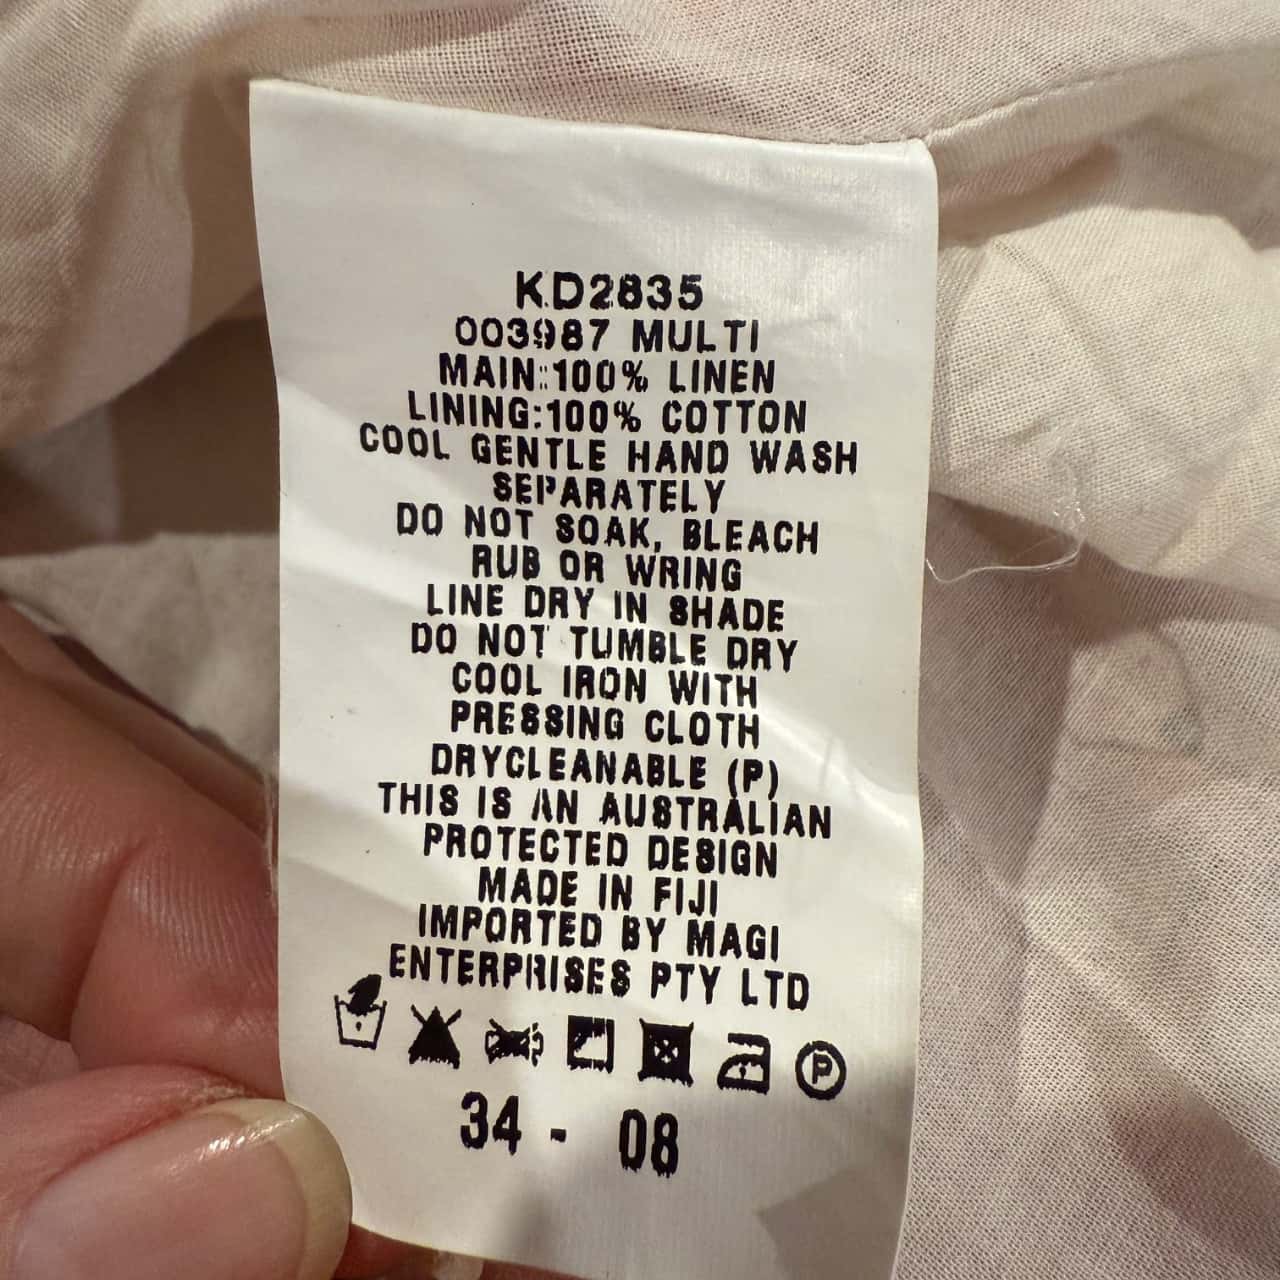 KD2835
003987 MULTI
MAIN:100% LINEN
LINING:100% COTTON
COOL GENTLE HAND WASH
SEPARATELY
DO NOT SOAK, BLEACH
RUB OR WRING
LINE DRY IN SHADE
DO NOT TUMBLE DRY
COOL IRON WITH
PRESSING CLOTH
DRYCLEANABLE (P)
THIS IS AN AUSTRALIAN
PROTECTED DESIGN
MADE IN FIJI
IMPORTED BY MAGI
ENTERPRISES PTY LTD
P
34 - 08